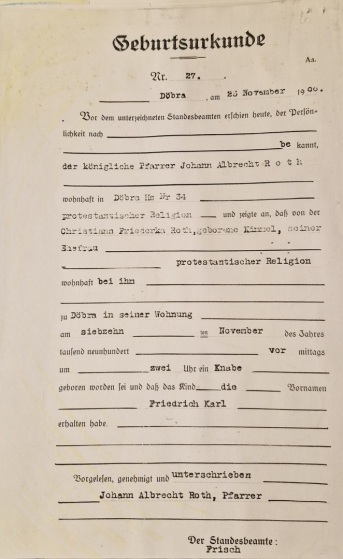 Geburtsurkunde
Aa.
Nr. 27.
Döbra, am 23 November 1900.
Vor dem unterzeichneten Standesbeamten erschien heute, der Persön-
lichkeit nach
be kannt,
der königliche Pfarrer Johann Albrecht Roth
wohnhaft in Döbra Hs Nr 34
protestantischer Religion und zeigte an, daß von der
Christiana Friederka Roth, geborene Künzel, seiner
Ehefrau
protestantischer Religion
wohnhaft bei ihm
zu Döbra in seiner Wohnung
am siebzehn ten November des Jahres
tausend neunhundert vor mittags
um zwei Uhr ein Knabe
geboren worden sei und daß das Kind die Vornamen
Friedrich Karl
erhalten habe.
Vorgelesen, genehmigt und unterschrieben
Johann Albrecht Roth, Pfarrer
Der Standesbeamte:
Frisch